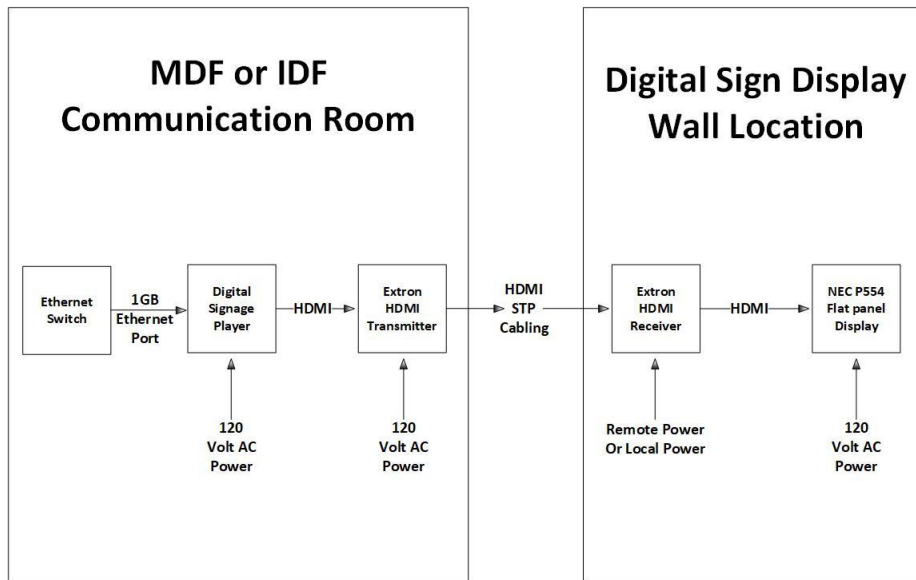 MDF or IDF
Communication Room
Digital Sign Display
Wall Location
Ethernet
Switch
1GB
Ethernet
Port
Digital
Signage
Player
HDMI
Extron
HDMI
Transmitter
HDMI
STP
Cabling
Extron
HDMI
Receiver
HDMI
NEC P554
Flat panel
Display
120
Volt AC
Power
120
Volt AC
Power
Remote Power
Or Local Power
120
Volt AC
Power